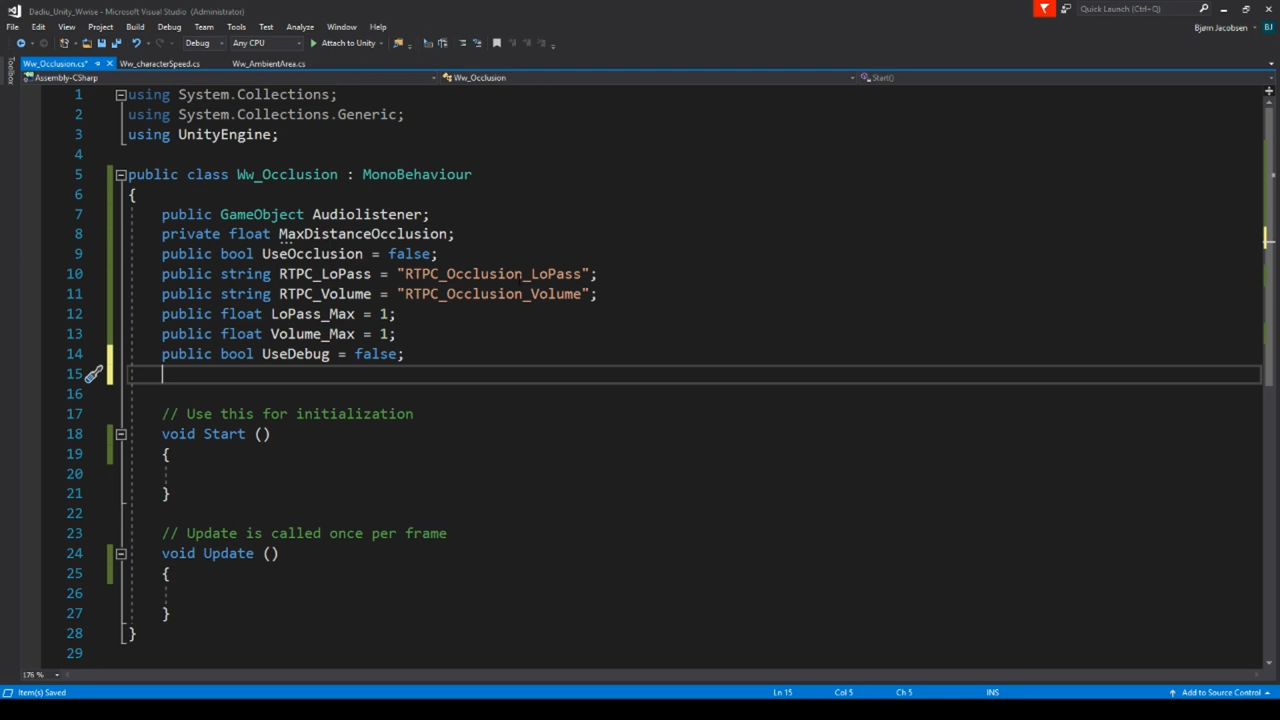 Dadiu_Unity_Wwise - Microsoft Visual Studio (Administrator)
Quick Launch (Ctrl+Q)
File Edit View Project Build Debug Team Tools Test Analyze Window Help
Bjørn Jacobsen BJ
Debug Any CPU Attach to Unity
Toolbox
Ww_Occlusion.cs* Ww_characterSpeed.cs Ww_AmbientArea.cs
Assembly-CSharp Ww_Occlusion Start()
1 using System.Collections;
2 using System.Collections.Generic;
3 using UnityEngine;
4
5 public class Ww_Occlusion : MonoBehaviour
6 {
7 public GameObject Audiolistener;
8 private float MaxDistanceOcclusion;
9 public bool UseOcclusion = false;
10 public string RTPC_LoPass = "RTPC_Occlusion_LoPass";
11 public string RTPC_Volume = "RTPC_Occlusion_Volume";
12 public float LoPass_Max = 1;
13 public float Volume_Max = 1;
14 public bool UseDebug = false;
15
16
17 // Use this for initialization
18 void Start ()
19 {
20
21 }
22
23 // Update is called once per frame
24 void Update ()
25 {
26
27 }
28 }
29
176 %
Item(s) Saved Ln 15 Col 5 Ch 5 INS Add to Source Control